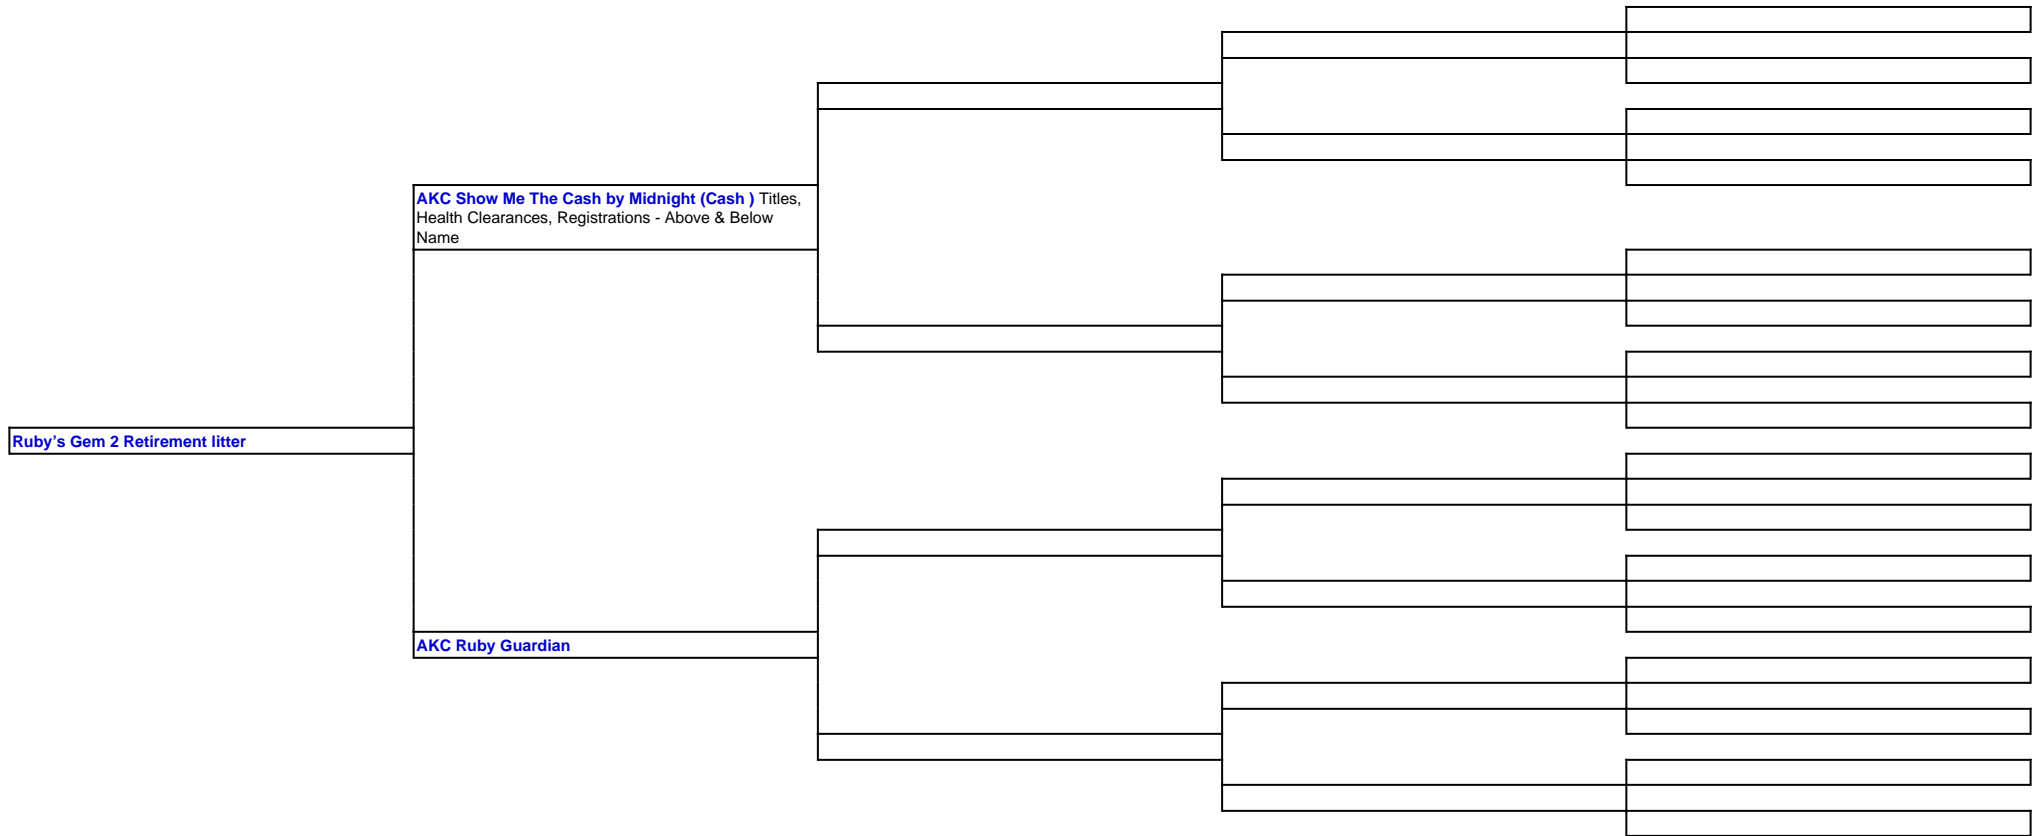 AKC Show Me The Cash by Midnight (Cash ) Titles,
Health Clearances, Registrations - Above & Below
Name
Ruby’s Gem 2 Retirement litter
AKC Ruby Guardian